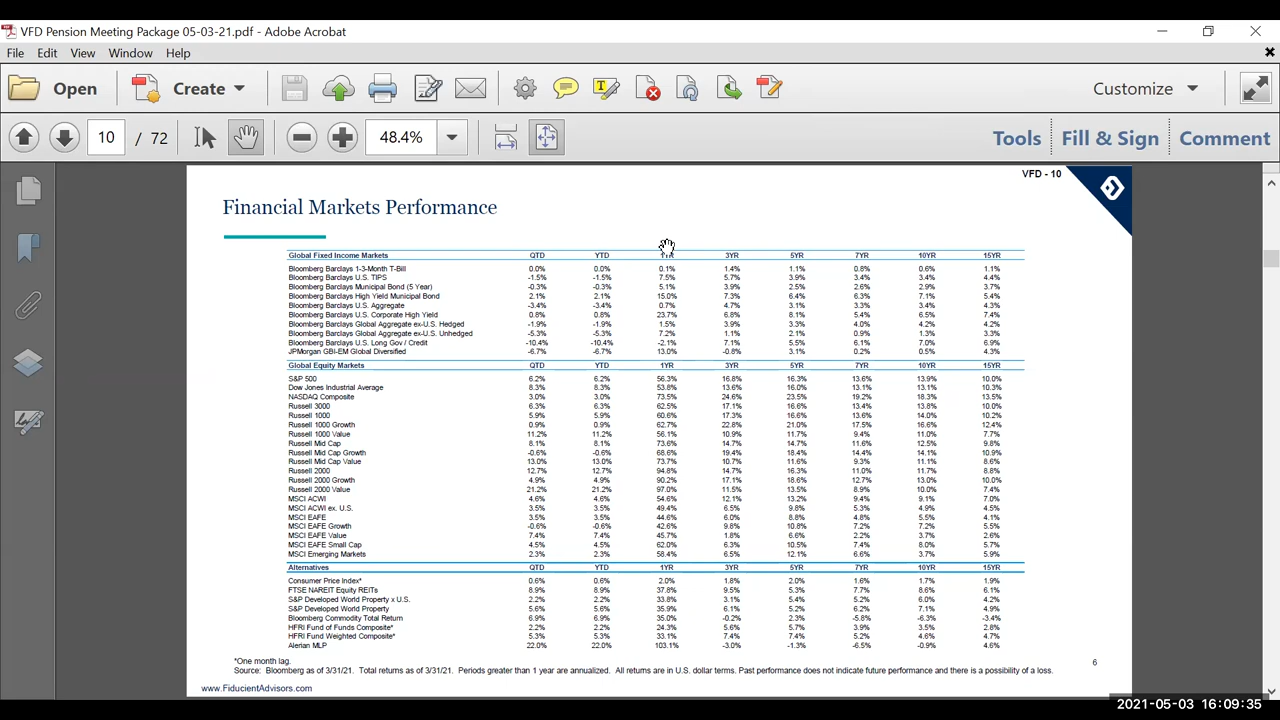 VFD Pension Meeting Package 05-03-21.pdf - Adobe Acrobat
File Edit View Window Help
Open Create Customize
10 / 72 48.4% Tools Fill & Sign Comment
VFD - 10
Financial Markets Performance
Global Fixed Income Markets QTD YTD 1YR 3YR 5YR 7YR 10YR 15YR
Bloomberg Barclays 1-3-Month T-Bill 0.0% 0.0% 0.1% 1.4% 1.1% 0.8% 0.6% 1.1%
Bloomberg Barclays U.S. TIPS -1.5% -1.5% 7.5% 5.7% 3.9% 3.4% 3.4% 4.4%
Bloomberg Barclays Municipal Bond (5 Year) -0.3% -0.3% 5.1% 3.9% 2.5% 2.6% 2.9% 3.7%
Bloomberg Barclays High Yield Municipal Bond 2.1% 2.1% 15.0% 7.3% 6.4% 6.3% 7.1% 5.4%
Bloomberg Barclays U.S. Aggregate -3.4% -3.4% 0.7% 4.7% 3.1% 3.3% 3.4% 4.3%
Bloomberg Barclays U.S. Corporate High Yield 0.8% 0.8% 23.7% 6.8% 8.1% 5.4% 6.5% 7.4%
Bloomberg Barclays Global Aggregate ex-U.S. Hedged -1.9% -1.9% 1.5% 3.9% 3.3% 4.0% 4.2% 4.2%
Bloomberg Barclays Global Aggregate ex-U.S. Unhedged -5.3% -5.3% 7.2% 1.1% 2.1% 0.9% 1.3% 3.3%
Bloomberg Barclays U.S. Long Gov / Credit -10.4% -10.4% -2.1% 7.1% 5.5% 6.1% 7.0% 6.9%
JPMorgan GBI-EM Global Diversified -6.7% -6.7% 13.0% -0.8% 3.1% 0.2% 0.5% 4.3%
Global Equity Markets QTD YTD 1YR 3YR 5YR 7YR 10YR 15YR
S&P 500 6.2% 6.2% 56.3% 16.8% 16.3% 13.6% 13.9% 10.0%
Dow Jones Industrial Average 8.3% 8.3% 53.8% 13.6% 16.0% 13.1% 13.1% 10.3%
NASDAQ Composite 3.0% 3.0% 73.5% 24.6% 23.5% 19.2% 18.3% 13.5%
Russell 3000 6.3% 6.3% 62.5% 17.1% 16.6% 13.4% 13.8% 10.0%
Russell 1000 5.9% 5.9% 60.6% 17.3% 16.6% 13.6% 14.0% 10.2%
Russell 1000 Growth 0.9% 0.9% 62.7% 22.8% 21.0% 17.5% 16.6% 12.4%
Russell 1000 Value 11.2% 11.2% 56.1% 10.9% 11.7% 9.4% 11.0% 7.7%
Russell Mid Cap 8.1% 8.1% 73.6% 14.7% 14.7% 11.6% 12.5% 9.8%
Russell Mid Cap Growth -0.6% -0.6% 68.6% 19.4% 18.4% 14.4% 14.1% 10.9%
Russell Mid Cap Value 13.0% 13.0% 73.7% 10.7% 11.6% 9.3% 11.1% 8.6%
Russell 2000 12.7% 12.7% 94.8% 14.7% 16.3% 11.0% 11.7% 8.8%
Russell 2000 Growth 4.9% 4.9% 90.2% 17.1% 18.6% 12.7% 13.0% 10.0%
Russell 2000 Value 21.2% 21.2% 97.0% 11.5% 13.5% 8.9% 10.0% 7.4%
MSCI ACWI 4.6% 4.6% 54.6% 12.1% 13.2% 9.4% 9.1% 7.0%
MSCI ACWI ex. U.S. 3.5% 3.5% 49.4% 6.5% 9.8% 5.3% 4.9% 4.5%
MSCI EAFE 3.5% 3.5% 44.6% 6.0% 8.8% 4.8% 5.5% 4.1%
MSCI EAFE Growth -0.6% -0.6% 42.6% 9.8% 10.8% 7.2% 7.2% 5.5%
MSCI EAFE Value 7.4% 7.4% 45.7% 1.8% 6.6% 2.2% 3.7% 2.6%
MSCI EAFE Small Cap 4.5% 4.5% 62.0% 6.3% 10.5% 7.4% 8.0% 5.7%
MSCI Emerging Markets 2.3% 2.3% 58.4% 6.5% 12.1% 6.6% 3.7% 5.9%
Alternatives QTD YTD 1YR 3YR 5YR 7YR 10YR 15YR
Consumer Price Index* 0.6% 0.6% 2.0% 1.8% 2.0% 1.6% 1.7% 1.9%
FTSE NAREIT Equity REITs 8.9% 8.9% 37.8% 9.5% 5.3% 7.7% 8.6% 6.1%
S&P Developed World Property x U.S. 2.2% 2.2% 33.8% 3.1% 5.4% 5.2% 6.0% 4.2%
S&P Developed World Property 5.6% 5.6% 35.9% 6.1% 5.2% 6.2% 7.1% 4.9%
Bloomberg Commodity Total Return 6.9% 6.9% 35.0% -0.2% 2.3% -5.8% -6.3% -3.4%
HFRI Fund of Funds Composite* 2.2% 2.2% 24.3% 5.6% 5.7% 3.9% 3.5% 2.8%
HFRI Fund Weighted Composite* 5.3% 5.3% 33.1% 7.4% 7.4% 5.2% 4.6% 4.7%
Alerian MLP 22.0% 22.0% 103.1% -3.0% -1.3% -6.5% -0.9% 4.6%
*One month lag.
Source: Bloomberg as of 3/31/21. Total returns as of 3/31/21. Periods greater than 1 year are annualized. All returns are in U.S. dollar terms. Past performance does not indicate future performance and there is a possibility of a loss.
6
www.FiducientAdvisors.com
2021-05-03 16:09:35